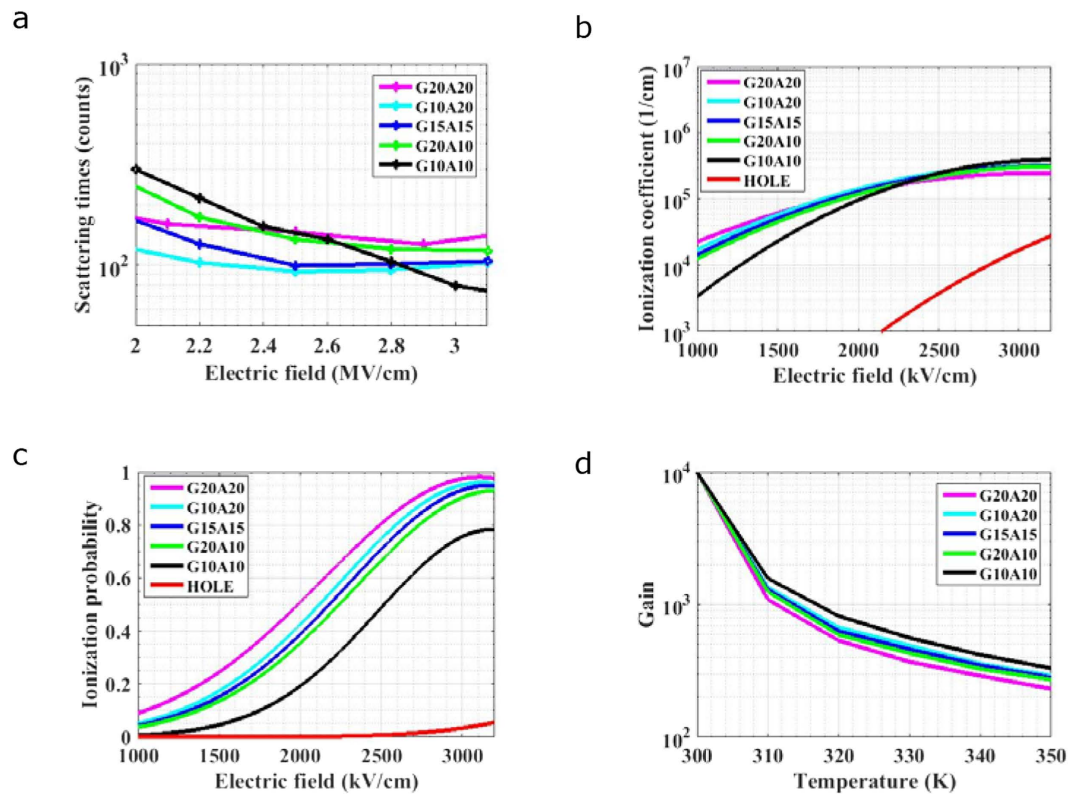 a
10^3
10^2
Scattering times (counts)
G20A20
G10A20
G15A15
G20A10
G10A10
2 2.2 2.4 2.6 2.8 3
Electric field (MV/cm)
b
10^7
10^6
10^5
10^4
10^3
Ionization coefficient (1/cm)
G20A20
G10A20
G15A15
G20A10
G10A10
HOLE
1000 1500 2000 2500 3000
Electric field (kV/cm)
c
1
0.8
0.6
0.4
0.2
0
Ionization probability
G20A20
G10A20
G15A15
G20A10
G10A10
HOLE
1000 1500 2000 2500 3000
Electric field (kV/cm)
d
10^4
10^3
10^2
Gain
G20A20
G10A20
G15A15
G20A10
G10A10
300 310 320 330 340 350
Temperature (K)